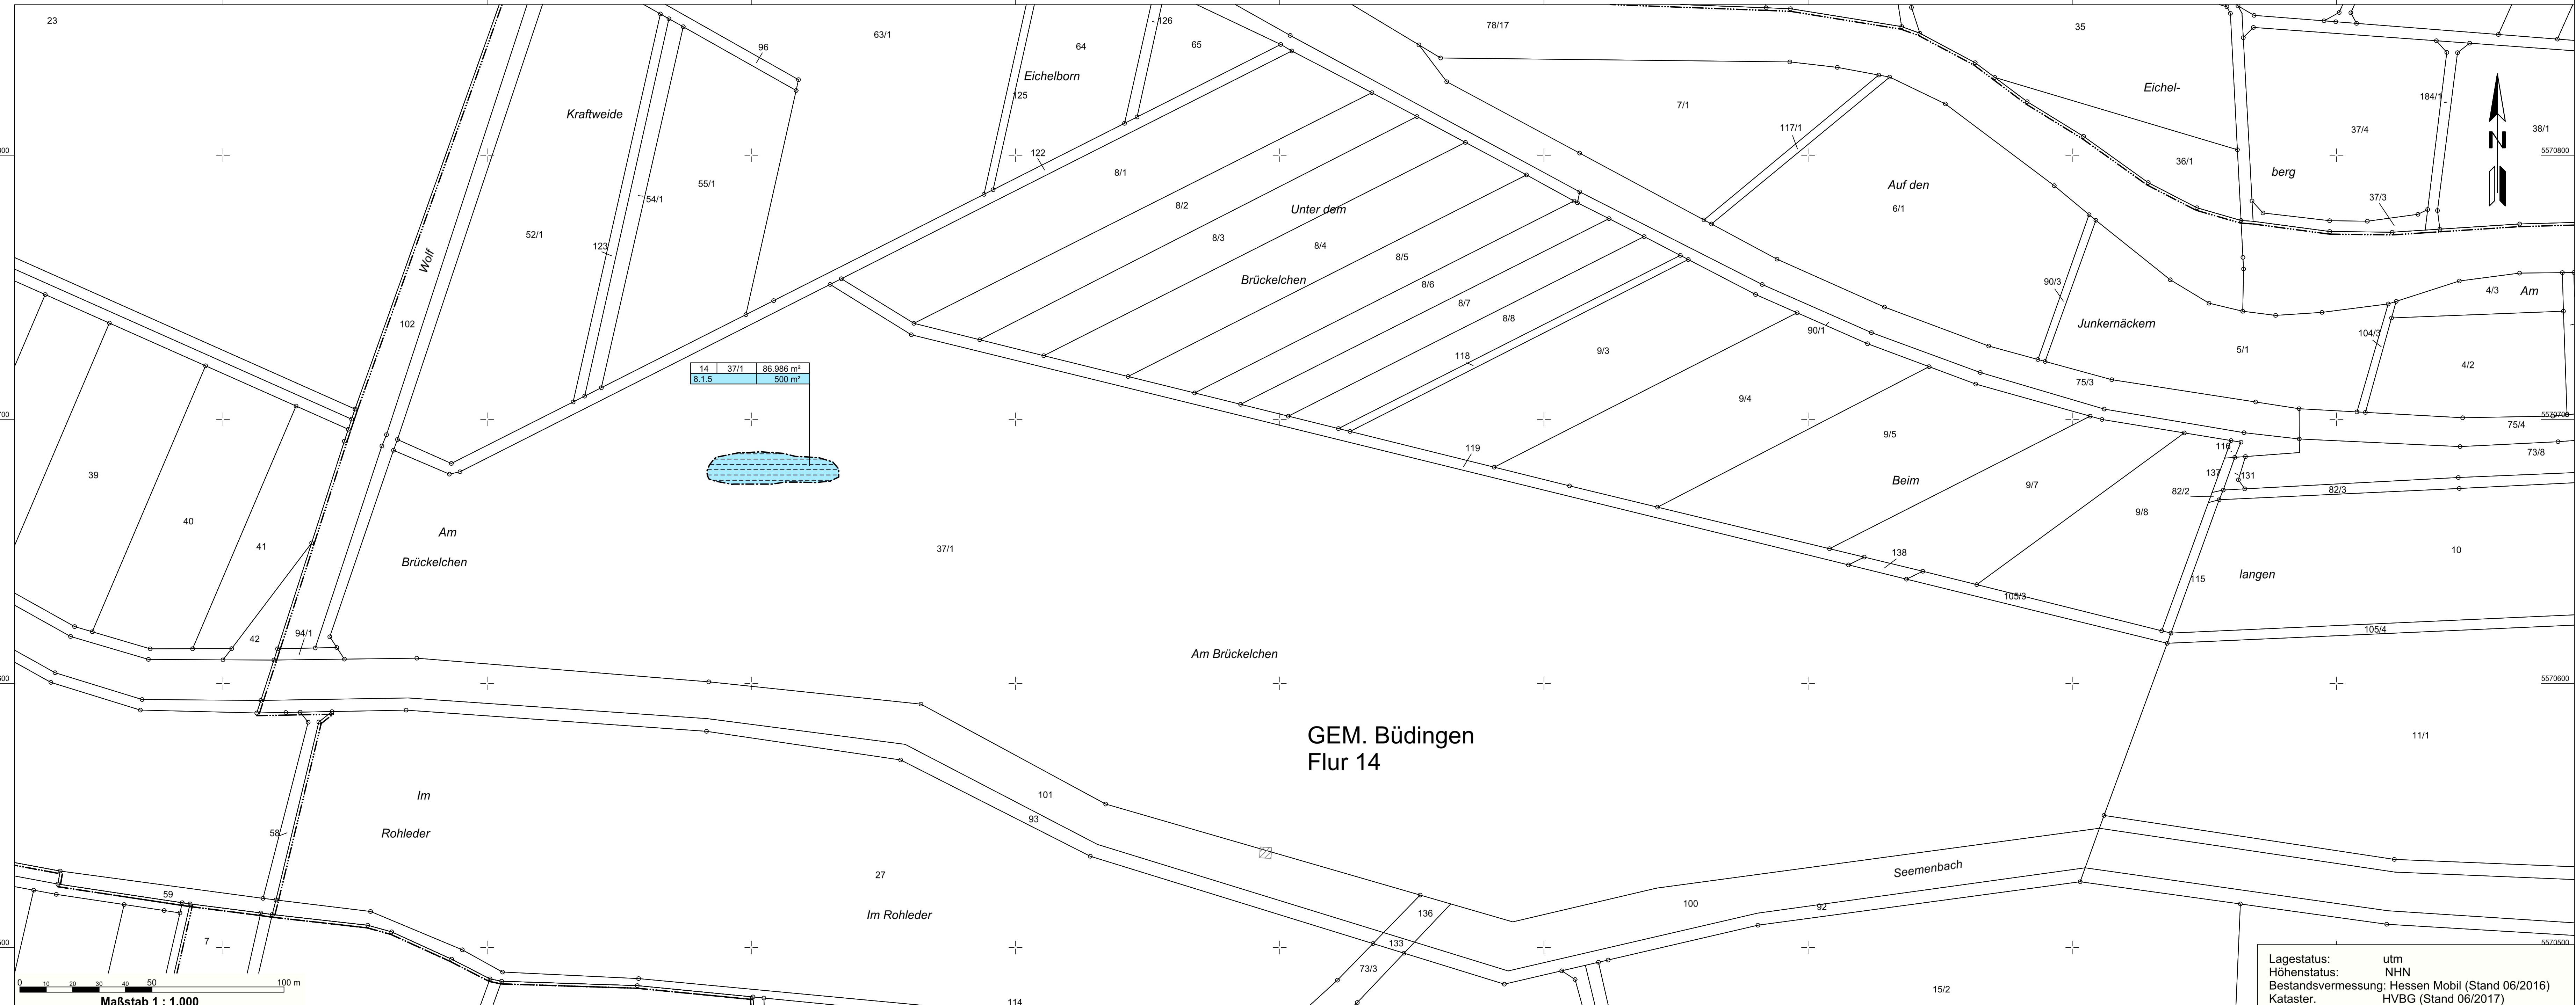 23
96
63/1
126
64
65
Eichelborn
125
78/17
35
Kraftweide
7/1
117/1
Eichel-
184/1
37/4
38/1
N
122
8/1
36/1
berg
5570800
54/1
55/1
8/2
Unter dem
Auf den
6/1
37/3
52/1
123
8/3
8/4
8/5
Wolf
Brückelchen
8/6
90/3
4/3
Am
102
8/7
8/8
90/1
Junkernäckern
104/3
118
9/3
5/1
14 37/1 86.986 m²
8.1.5 500 m²
4/2
75/3
9/4
75/4
119
9/5
116
73/8
39
137
131
Beim
9/7
82/2
82/3
40
9/8
Am
41
37/1
138
10
Brückelchen
langen
115
105/3
42
94/1
105/4
Am Brückelchen
5570600
GEM. Büdingen
Flur 14
11/1
Im
101
93
Rohleder
58
27
Seemenbach
59
Im Rohleder
136
100
92
7
133
5570500
73/3
0 10 20 30 40 50 100 m
Maßstab 1 : 1.000
114
15/2
Lagestatus: utm
Höhenstatus: NHN
Bestandsvermessung: Hessen Mobil (Stand 06/2016)
Kataster. HVBG (Stand 06/2017)